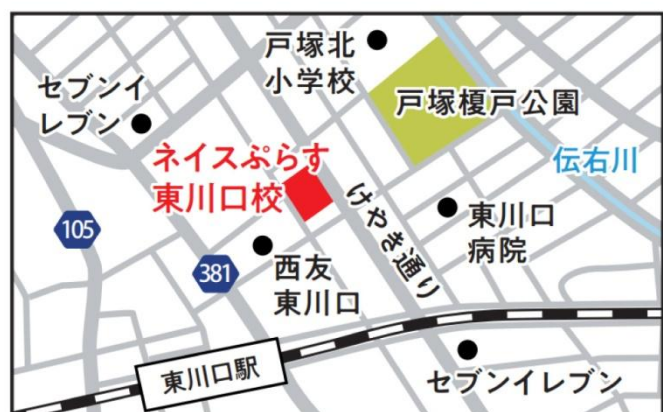 戸塚北
小学校
セブンイ
レブン
戸塚榎戸公園
ネイスぷらす
東川口校
伝右川
けやき通り
東川口
病院
105
381
西友
東川口
東川口駅
セブンイレブン